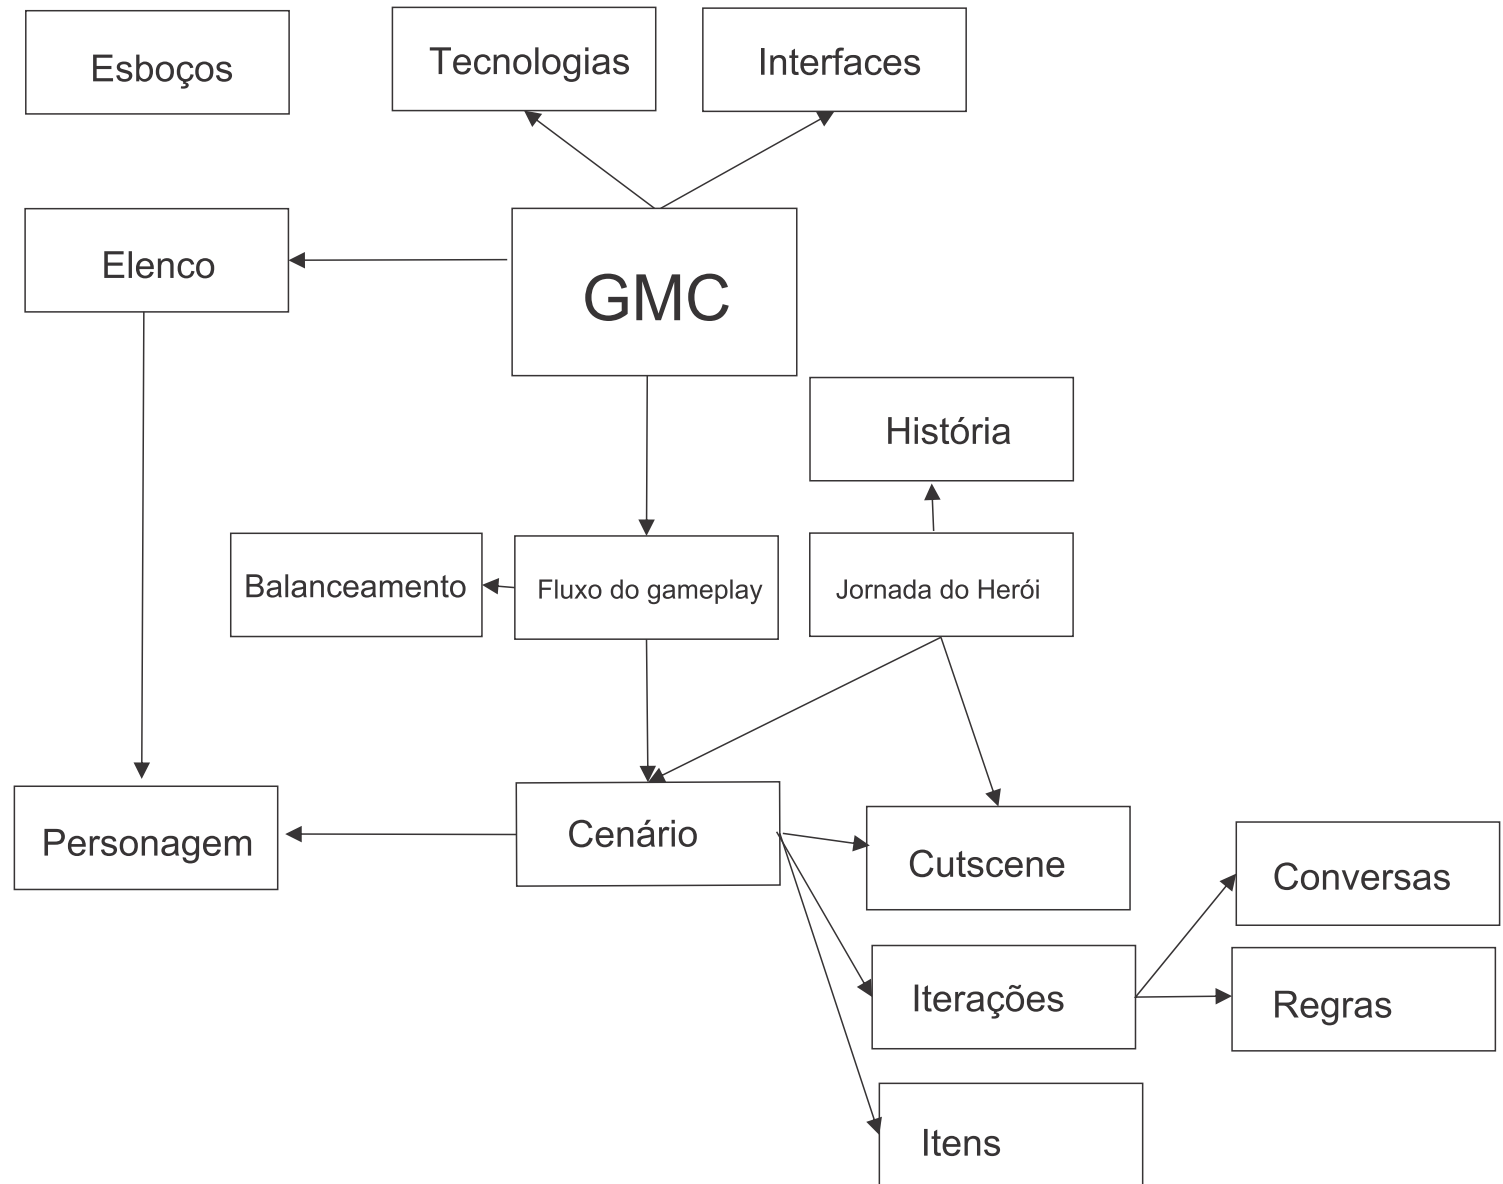 Esboços
Tecnologias
Interfaces
Elenco
GMC
História
Balanceamento
Fluxo do gameplay
Jornada do Herói
Personagem
Cenário
Cutscene
Conversas
Iterações
Regras
Itens